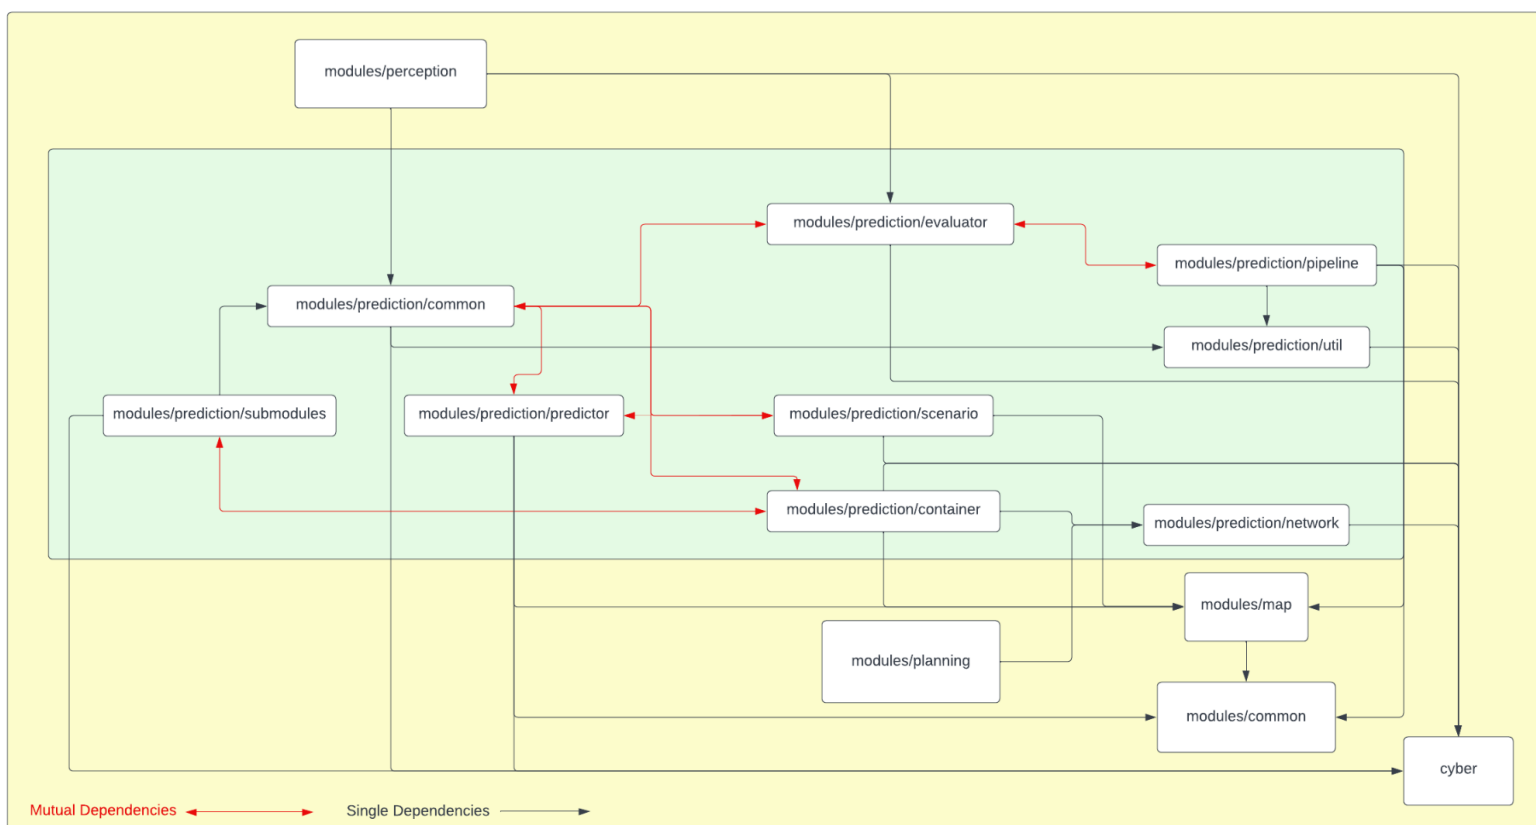 modules/perception
modules/prediction/evaluator
modules/prediction/pipeline
modules/prediction/common
modules/prediction/util
modules/prediction/submodules
modules/prediction/predictor
modules/prediction/scenario
modules/prediction/container
modules/prediction/network
modules/map
modules/planning
modules/common
cyber
Mutual Dependencies
Single Dependencies